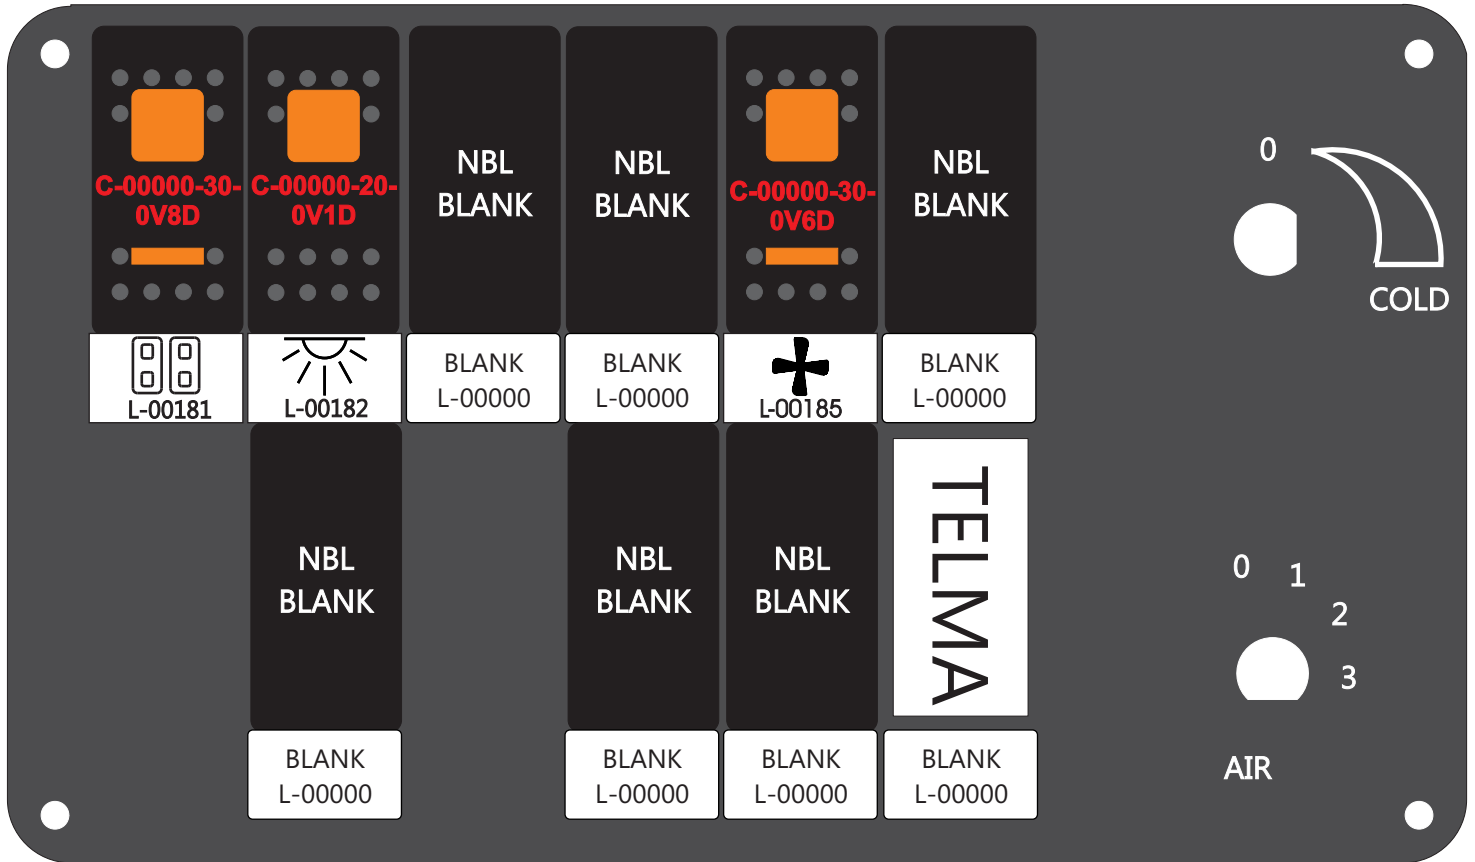 C-00000-30-
0V8D
C-00000-20-
0V1D
NBL
BLANK
NBL
BLANK
C-00000-30-
0V6D
NBL
BLANK
0
COLD
L-00181
L-00182
BLANK
L-00000
BLANK
L-00000
L-00185
BLANK
L-00000
NBL
BLANK
NBL
BLANK
NBL
BLANK
TELMA
0
1
2
3
AIR
BLANK
L-00000
BLANK
L-00000
BLANK
L-00000
BLANK
L-00000